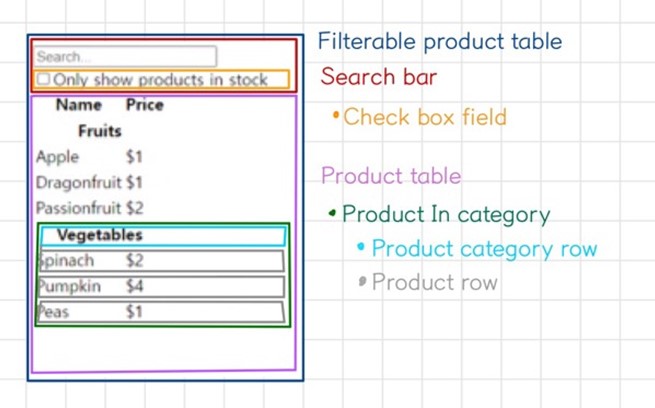 Search...
Only show products in stock
Name Price
Fruits
Apple $1
Dragonfruit $1
Passionfruit $2
Vegetables
Spinach $2
Pumpkin $4
Peas $1
Filterable product table
Search bar
Check box field
Product table
Product In category
Product category row
Product row